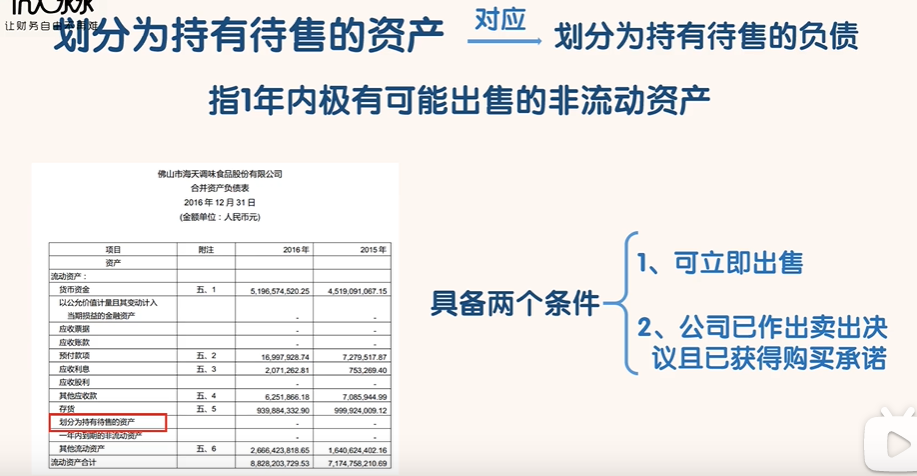 让财务自由不再难
划分为持有待售的资产
对应
划分为持有待售的负债
指1年内极有可能出售的非流动资产
佛山市海天调味食品股份有限公司
合并资产负债表
2016 年 12 月 31 日
(金额单位：人民币元)
项目 附注 2016 年 2015 年
资产
流动资产：
货币资金 五、1 5,196,574,520.25 4,519,091,067.15
以公允价值计量且其变动计入
当期损益的金融资产 - -
应收票据 - -
应收账款 - -
预付款项 五、2 16,997,928.74 7,279,517.87
应收利息 五、3 2,071,262.81 753,269.40
应收股利 - -
其他应收款 五、4 6,251,866.18 7,085,944.99
存货 五、5 939,884,332.90 999,924,009.12
划分为持有待售的资产 - -
一年内到期的非流动资产 - -
其他流动资产 五、6 2,666,423,818.65 1,640,624,402.16
流动资产合计 8,828,203,729.53 7,174,758,210.69
具备两个条件
1、可立即出售
2、公司已作出卖出决
议且已获得购买承诺